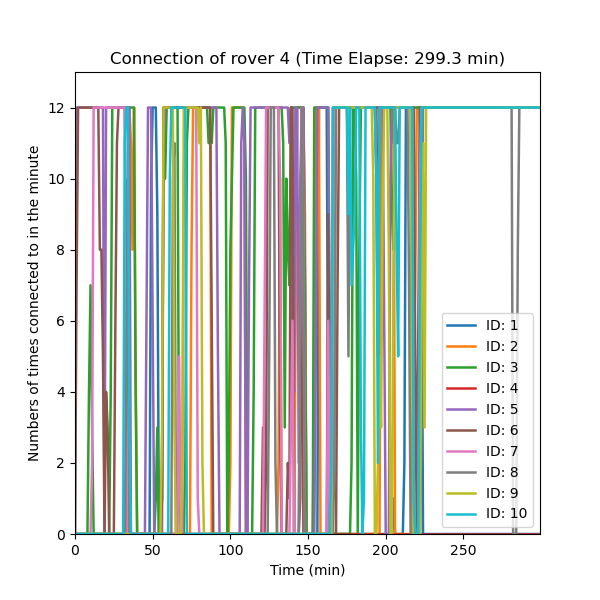 Connection of rover 4 (Time Elapse: 299.3 min)
Numbers of times connected to in the minute
12
10
8
6
4
2
0
0 50 100 150 200 250
Time (min)
ID: 1
ID: 2
ID: 3
ID: 4
ID: 5
ID: 6
ID: 7
ID: 8
ID: 9
ID: 10